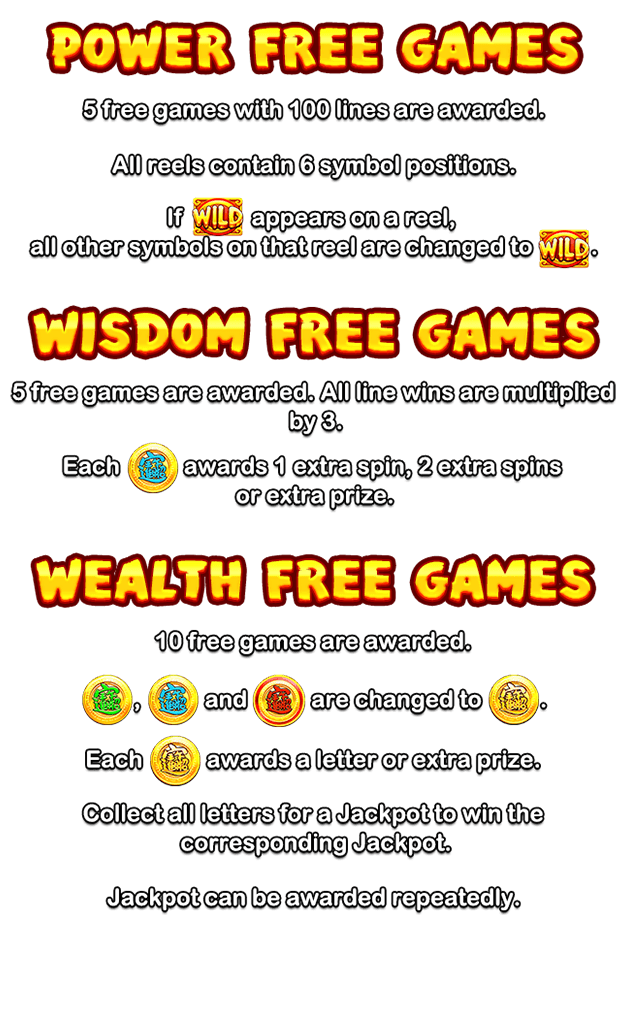 POWER FREE GAMES
5 free games with 100 lines are awarded.
All reels contain 6 symbol positions.
If WILD appears on a reel,
all other symbols on that reel are changed to WILD.
WISDOM FREE GAMES
5 free games are awarded. All line wins are multiplied
by 3.
Each awards 1 extra spin, 2 extra spins
or extra prize.
WEALTH FREE GAMES
10 free games are awarded.
, and are changed to .
Each awards a letter or extra prize.
Collect all letters for a Jackpot to win the
corresponding Jackpot.
Jackpot can be awarded repeatedly.